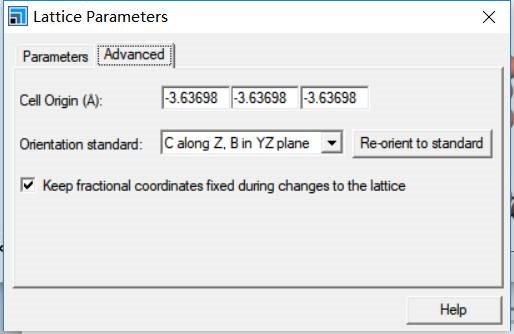 Lattice Parameters
Parameters Advanced
Cell Origin (Å): -3.63698 -3.63698 -3.63698
Orientation standard: C along Z, B in YZ plane Re-orient to standard
Keep fractional coordinates fixed during changes to the lattice
Help